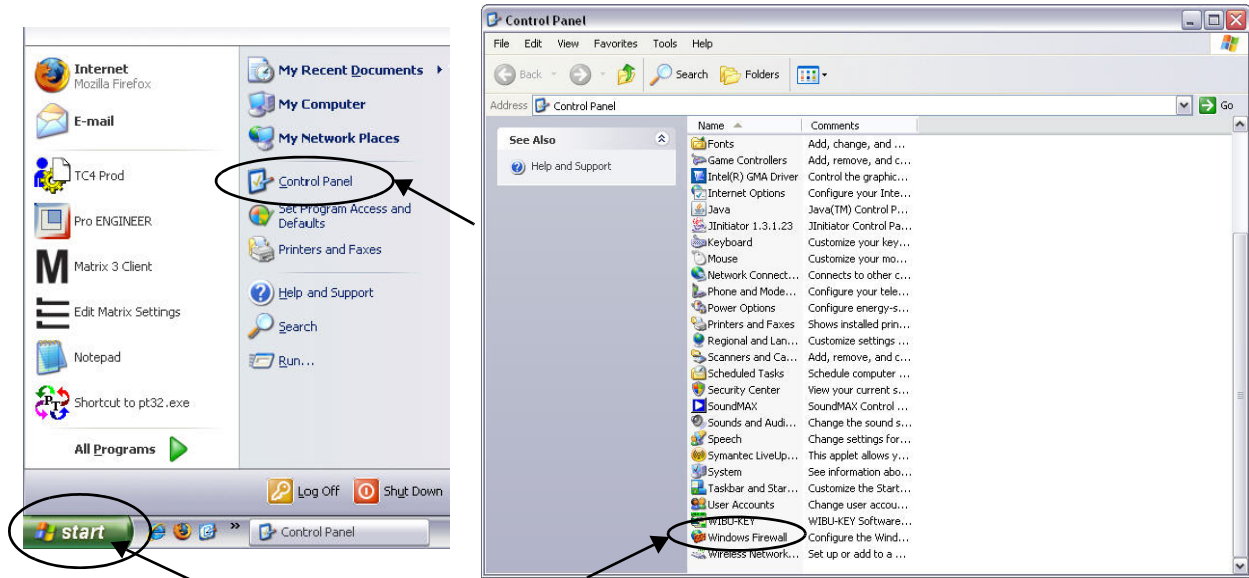 Internet
Mozilla Firefox
E-mail
TC4 Prod
Pro ENGINEER
Matrix 3 Client
Edit Matrix Settings
Notepad
Shortcut to pt32.exe
All Programs
My Recent Documents
My Computer
My Network Places
Control Panel
Set Program Access and
Defaults
Printers and Faxes
Help and Support
Search
Run...
Log Off Shut Down
start » Control Panel
Control Panel
File Edit View Favorites Tools Help
Back Search Folders
Address Control Panel Go
See Also
Help and Support
Name Comments
Fonts Add, change, and ...
Game Controllers Add, remove, and c...
Intel(R) GMA Driver Control the graphic...
Internet Options Configure your Inte...
Java Java(TM) Control P...
JInitiator 1.3.1.23 JInitiator Control Pa...
Keyboard Customize your key...
Mouse Customize your mo...
Network Connect... Connects to other c...
Phone and Mode... Configure your tele...
Power Options Configure energy-s...
Printers and Faxes Shows installed prin...
Regional and Lan... Customize settings ...
Scanners and Ca... Add, remove, and c...
Scheduled Tasks Schedule computer ...
Security Center View your current s...
SoundMAX SoundMAX Control ...
Sounds and Audi... Change the sound s...
Speech Change settings for...
Symantec LiveUp... This applet allows y...
System See information abo...
Taskbar and Star... Customize the Start...
User Accounts Change user accou...
WIBU-KEY WIBU-KEY Software...
Windows Firewall Configure the Wind...
Wireless Network... Set up or add to a ...